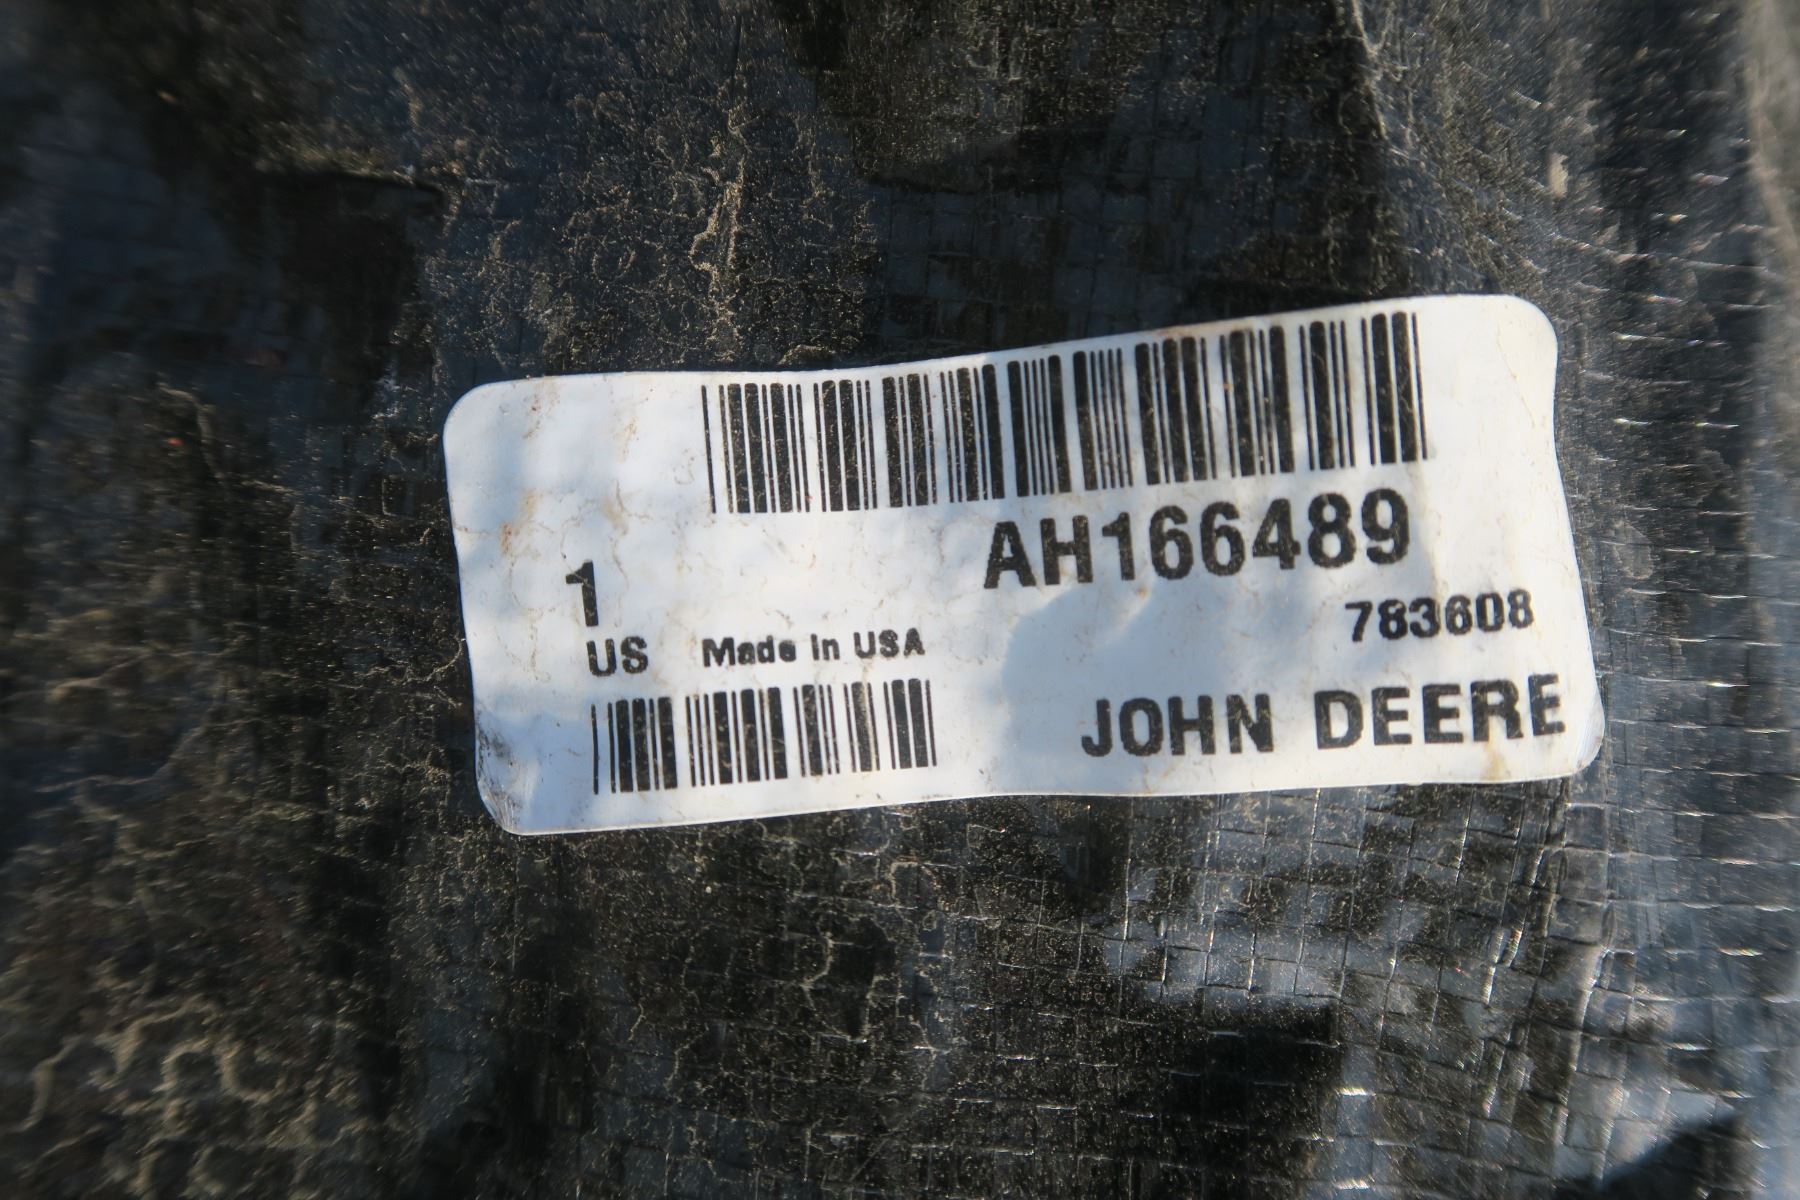 AH166489
1
783608
US Made in USA
JOHN DEERE